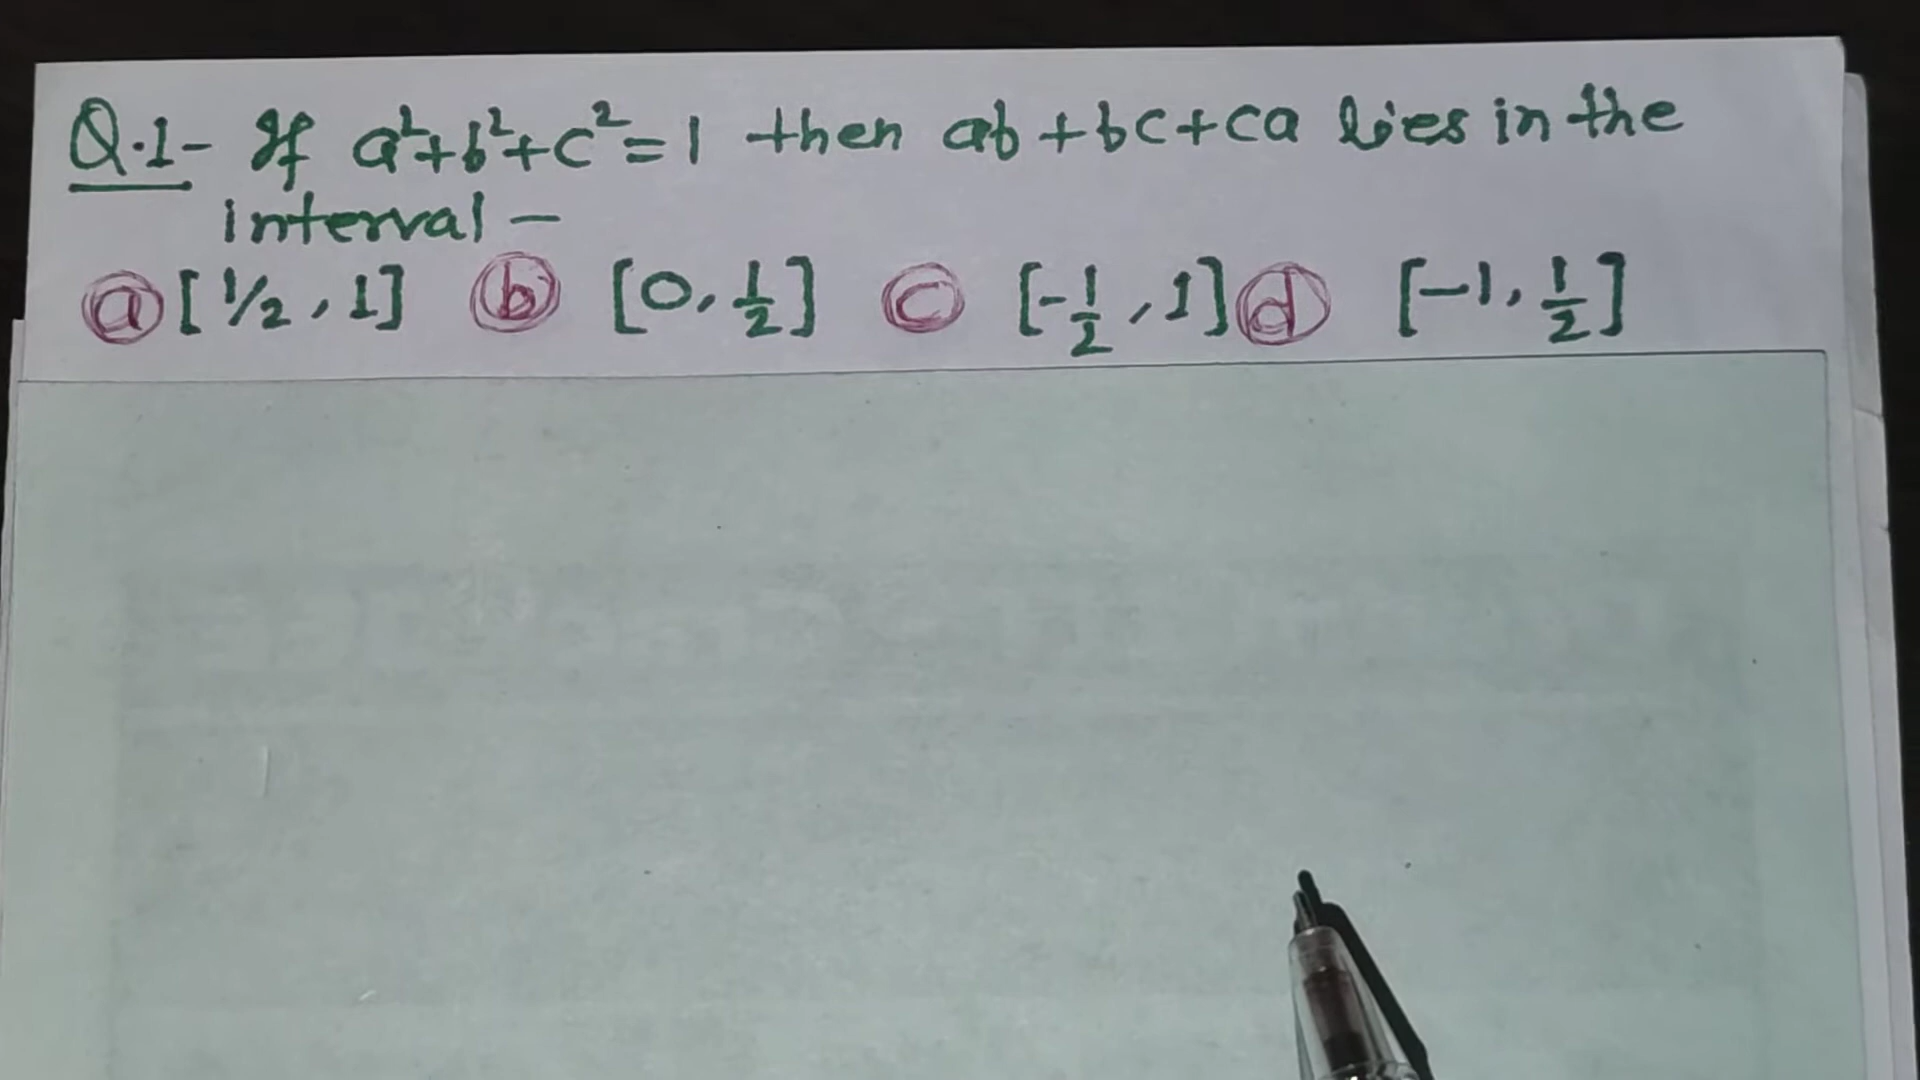 Q.1- If a²+b²+c²=1 then ab+bc+ca lies in the
interval —
ⓐ [1/2, 1] ⓑ [0, 1/2] ⓒ [-1/2, 1] ⓓ [-1, 1/2]